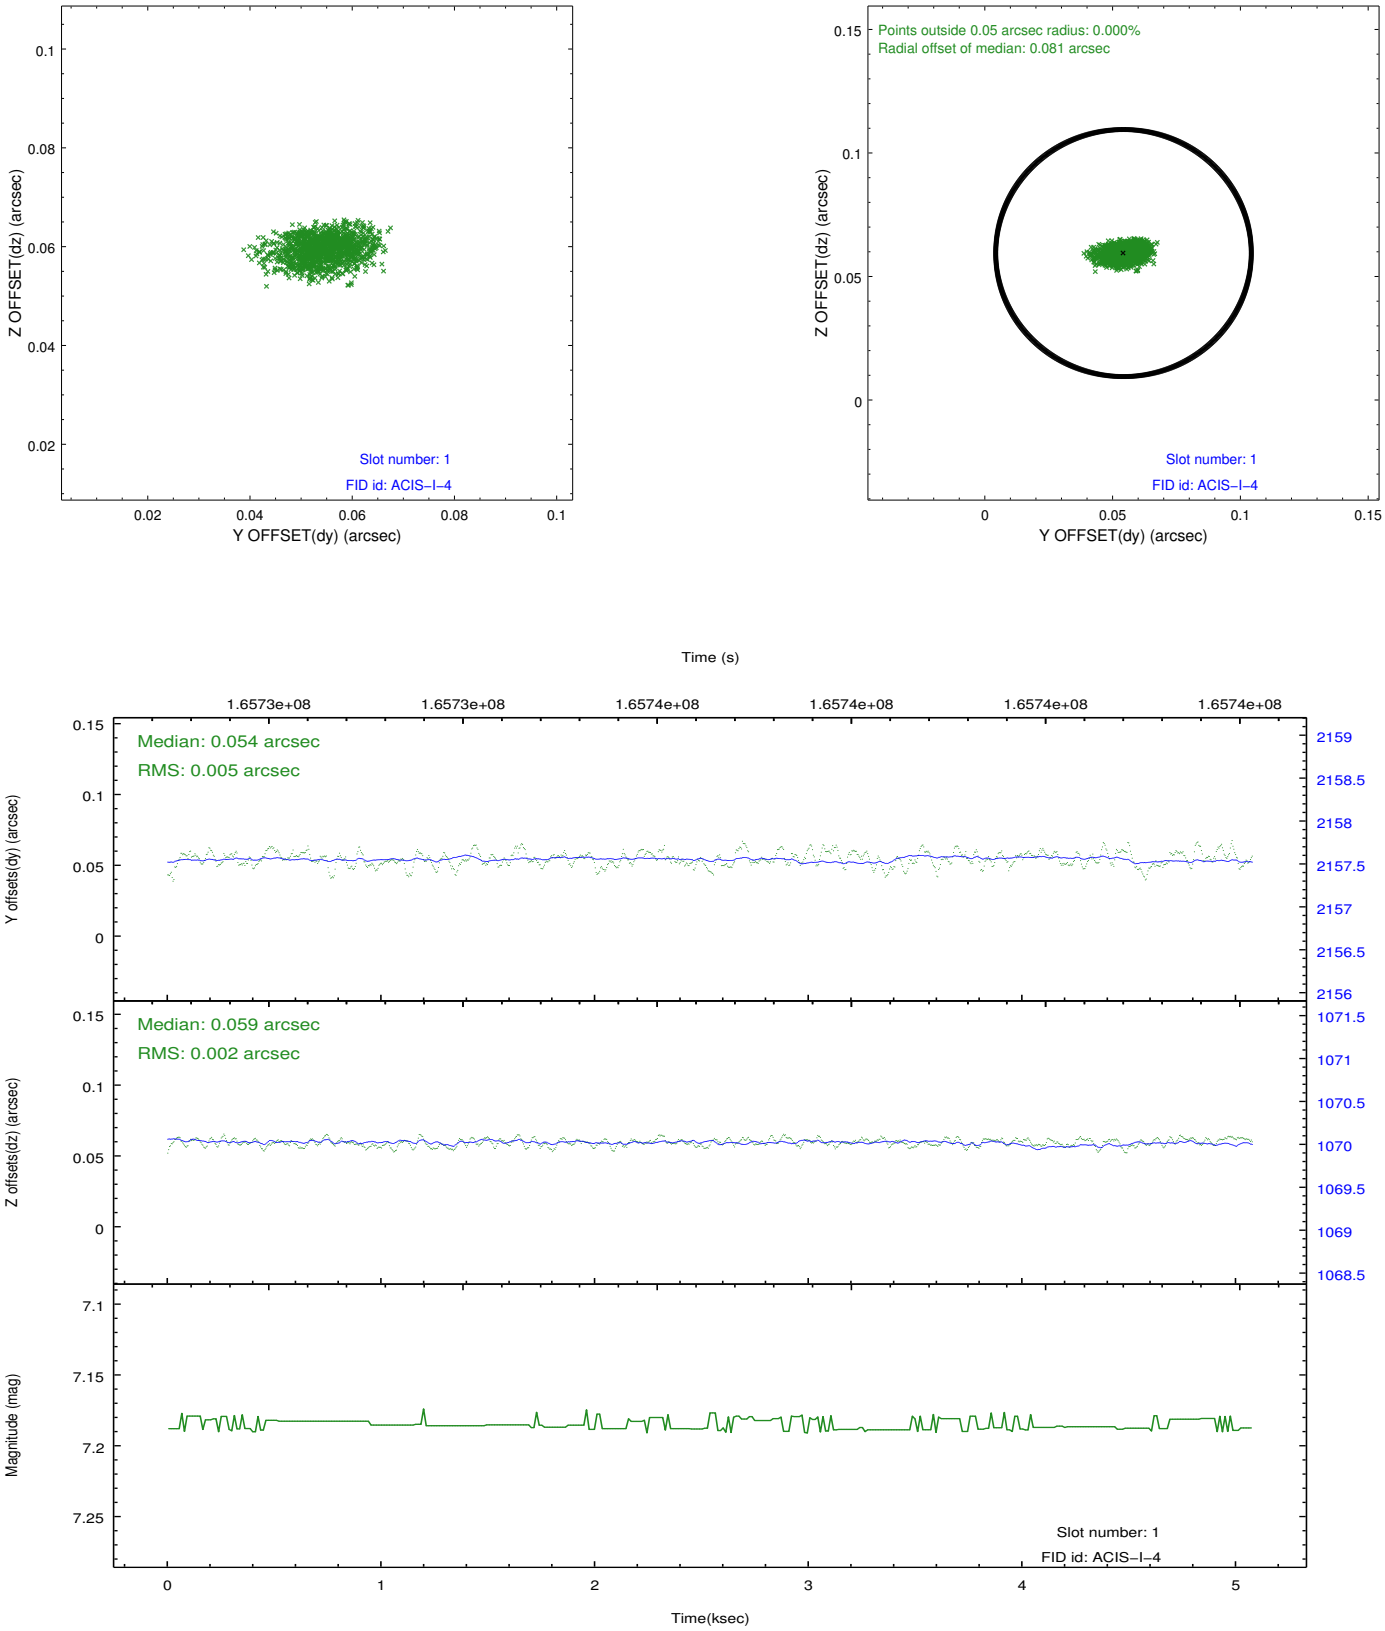 0.1
0.08
0.06
0.04
0.02
Z OFFSET(dz) (arcsec)
Slot number: 1
FID id: ACIS−I−4
0.02 0.04 0.06 0.08 0.1
Y OFFSET(dy) (arcsec)
Points outside 0.05 arcsec radius: 0.000%
Radial offset of median: 0.081 arcsec
0.15
0.1
0.05
0
Z OFFSET(dz) (arcsec)
Slot number: 1
FID id: ACIS−I−4
0 0.05 0.1 0.15
Y OFFSET(dy) (arcsec)
Time (s)
1.6573e+08 1.6573e+08 1.6574e+08 1.6574e+08 1.6574e+08 1.6574e+08
Median: 0.054 arcsec
RMS: 0.005 arcsec
0.15
0.1
0.05
0
Y offsets(dy) (arcsec)
2159
2158.5
2158
2157.5
2157
2156.5
2156
Median: 0.059 arcsec
RMS: 0.002 arcsec
0.15
0.1
0.05
0
Z offsets(dz) (arcsec)
1071.5
1071
1070.5
1070
1069.5
1069
1068.5
7.1
7.15
7.2
7.25
Magnitude (mag)
Slot number: 1
FID id: ACIS−I−4
0 1 2 3 4 5
Time(ksec)